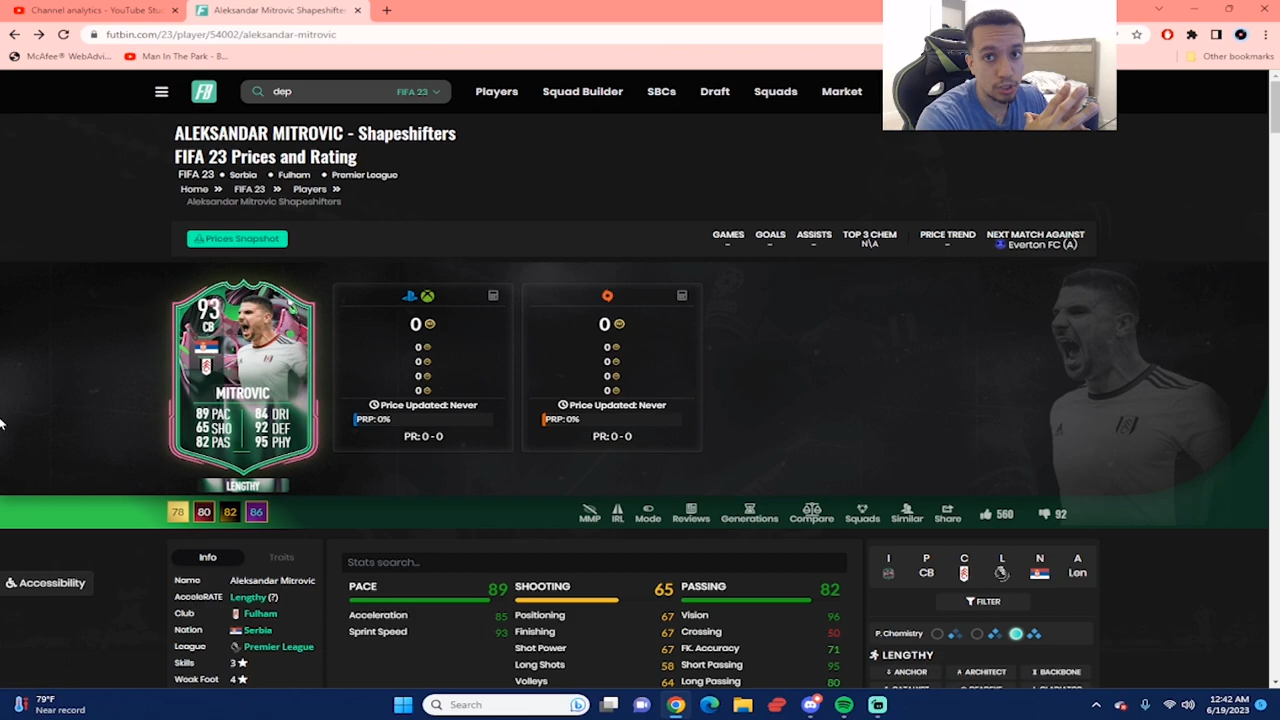 Channel analytics - YouTube Stu
Aleksandar Mitrovic Shapeshifte
futbin.com/23/player/54002/aleksandar-mitrovic
McAfee® WebAdvi...
Man In The Park - B...
Other bookmarks
dep
FIFA 23
Players
Squad Builder
SBCs
Draft
Squads
Market
ALEKSANDAR MITROVIC - Shapeshifters
FIFA 23 Prices and Rating
FIFA 23 • Serbia • Fulham • Premier League
Home » FIFA 23 » Players »
Aleksandar Mitrovic Shapeshifters
Prices Snapshot
GAMES
-
GOALS
-
ASSISTS
-
TOP 3 CHEM
N\A
PRICE TREND
-
NEXT MATCH AGAINST
Everton FC (A)
93
CB
MITROVIC
89 PAC 84 DRI
65 SHO 92 DEF
82 PAS 95 PHY
LENGTHY
0
0
0
0
0
Price Updated: Never
PRP: 0%
PR: 0 - 0
0
0
0
0
0
Price Updated: Never
PRP: 0%
PR: 0 - 0
78 80 82 86
MMP
IRL
Mode
Reviews
Generations
Compare
Squads
Similar
Share
560
92
Info
Traits
Name Aleksandar Mitrovic
AcceleRATE Lengthy (?)
Club Fulham
Nation Serbia
League Premier League
Skills 3
Weak Foot 4
Stats search...
PACE 89
Acceleration 85
Sprint Speed 93
SHOOTING 65
Positioning 67
Finishing 67
Shot Power 67
Long Shots 58
Volleys 64
PASSING 82
Vision 96
Crossing 50
FK. Accuracy 71
Short Passing 95
Long Passing 80
I P C L N A
CB Len
FILTER
P. Chemistry
LENGTHY
ANCHOR
ARCHITECT
BACKBONE
Accessibility
79°F
Near record
Search
12:42 AM
6/19/2023